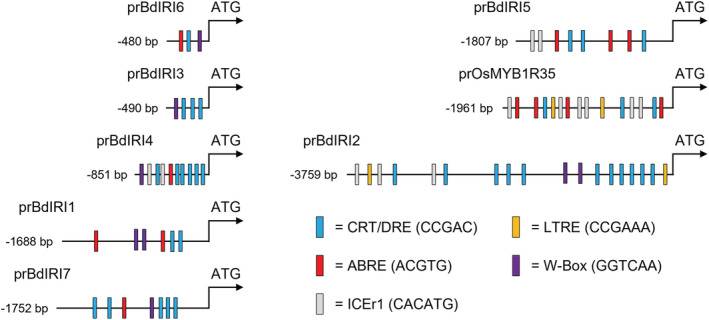 prBdIRI6 ATG
-480 bp
prBdIRI3 ATG
-490 bp
prBdIRI4 ATG
-851 bp
prBdIRI1 ATG
-1688 bp
prBdIRI7 ATG
-1752 bp
prBdIRI5 ATG
-1807 bp
prOsMYB1R35 ATG
-1961 bp
prBdIRI2 ATG
-3759 bp
= CRT/DRE (CCGAC)
= LTRE (CCGAAA)
= ABRE (ACGTG)
= W-Box (GGTCAA)
= ICEr1 (CACATG)